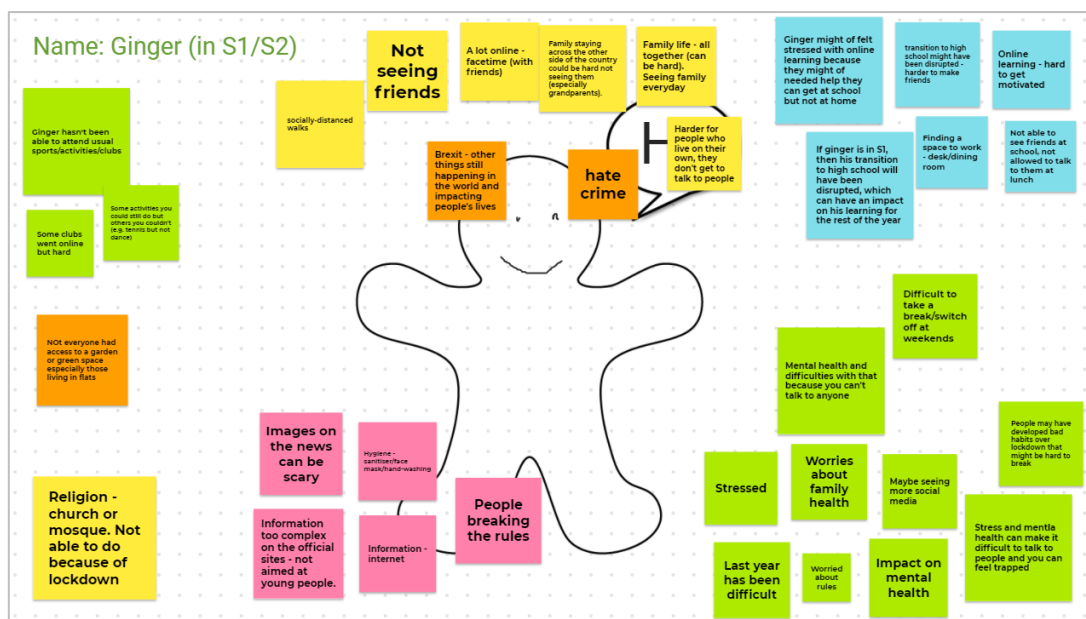 Name: Ginger (in S1/S2)
Ginger hasn't been
able to attend usual
sports/activities/clubs
Some activities you
could still do but
others you couldn't
(e.g. tennis but not
dance)
Some clubs
went online
but hard
NOt everyone had
access to a garden
or green space
especially those
living in flats
Religion -
church or
mosque. Not
able to do
because of
lockdown
socially-distanced
walks
Not
seeing
friends
A lot online -
facetime (with
friends)
Family staying
across the other
side of the country
could be hard not
seeing them
(especially
grandparents).
Family life - all
together (can
be hard).
Seeing family
everyday
Harder for
people who
live on their
own, they
don't get to
talk to people
Brexit - other
things still
happening in
the world and
impacting
people's lives
hate
crime
Ginger might of felt
stressed with online
learning because
they might of
needed help they
can get at school
but not at home
transition to high
school might have
been disrupted -
harder to make
friends
Online
learning - hard
to get
motivated
If ginger is in S1,
then his transition
to high school will
have been
disrupted, which
can have an impact
on his learning for
the rest of the year
Finding a
space to work
- desk/dining
room
Not able to
see friends at
school, not
allowed to
talk to them at
lunch
Images on
the news
can be
scary
Hygiene -
sanitiser/face
mask/hand-washing
Information
too complex
on the official
sites - not
aimed at
young people.
Information -
internet
People
breaking
the rules
Difficult to
take a
break/switch
off at
weekends
Mental health and
difficulties with that
because you can't
talk to anyone
People may have
developed bad
habits over
lockdown that
might be hard to
break
Stressed
Worries
about
family
health
Maybe seeing
more social
media
Stress and mentla
health can make it
difficult to talk to
people and you can
feel trapped
Last year
has been
difficult
Worried
about
rules
Impact on
mental
health